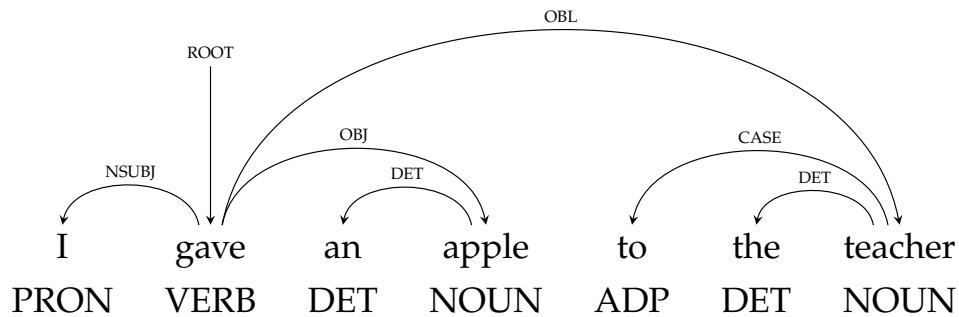 OBL
ROOT
OBJ CASE
NSUBJ DET DET
I gave an apple to the teacher
PRON VERB DET NOUN ADP DET NOUN